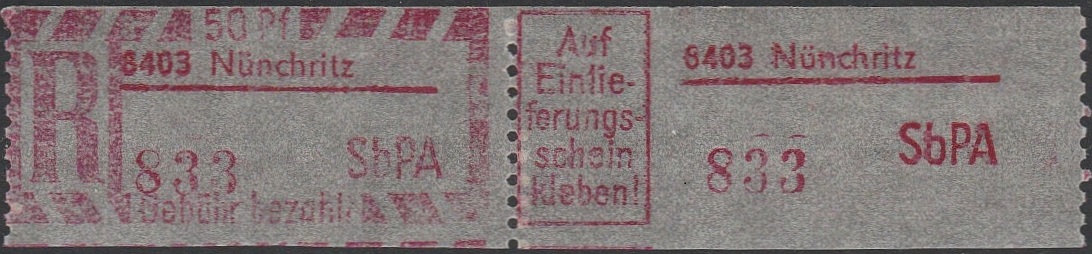 50 Pf
R
8403 Nünchritz
833 SbPA
Gebühr bezahlt
Auf
Einlie-
ferungs-
schein
kleben!
8403 Nünchritz
833 SbPA